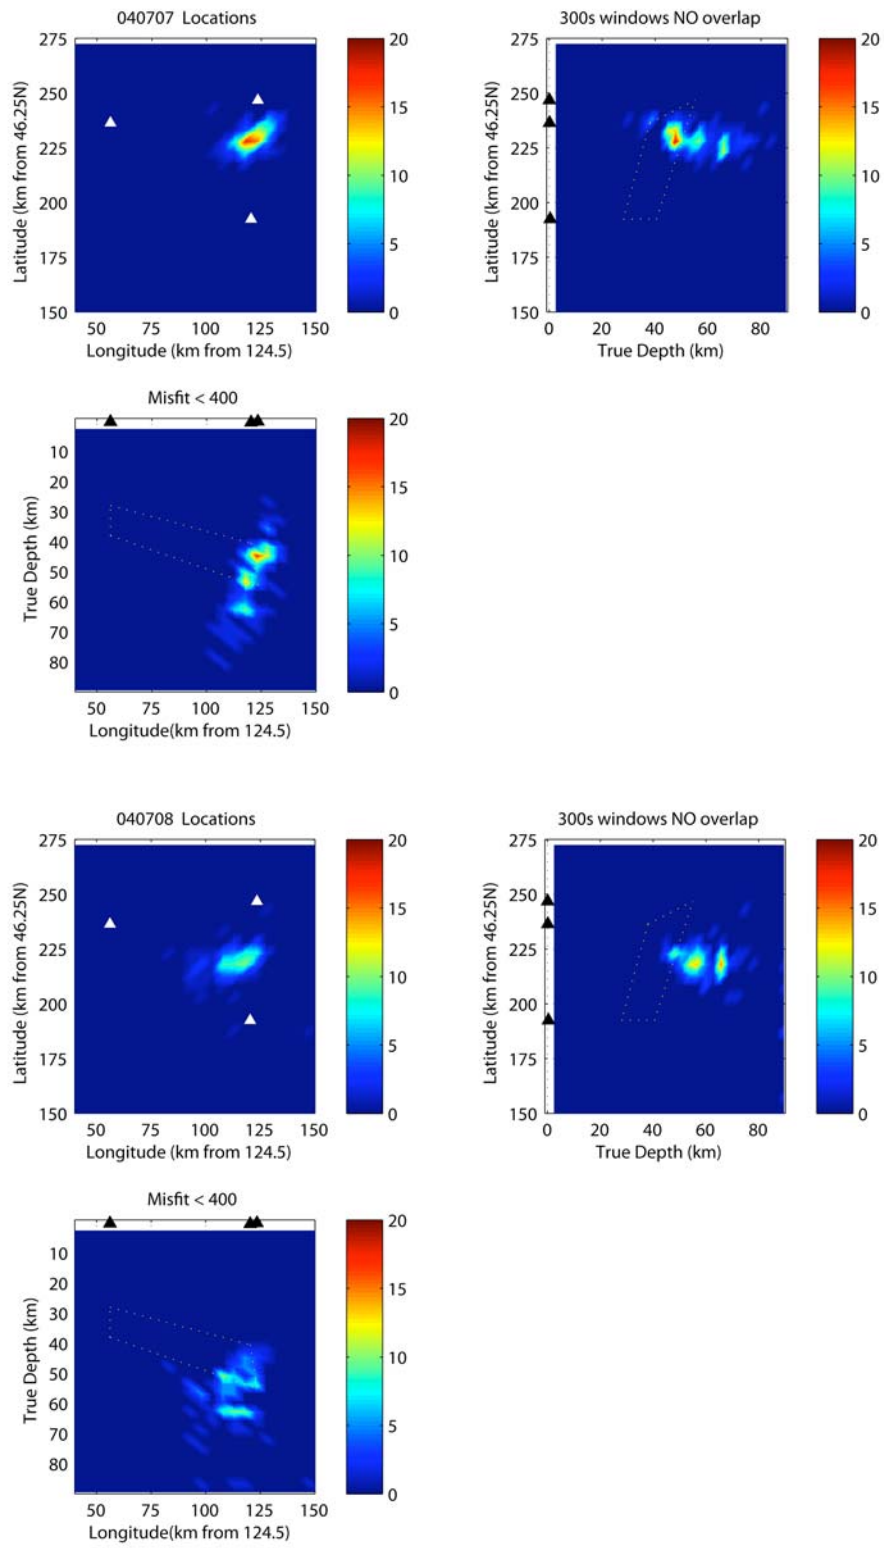 040707 Locations
275
250
225
200
175
150
50 75 100 125 150
Latitude (km from 46.25N)
Longitude (km from 124.5)
20
15
10
5
0
300s windows NO overlap
275
250
225
200
175
150
0 20 40 60 80
Latitude (km from 46.25N)
True Depth (km)
20
15
10
5
0
Misfit < 400
10
20
30
40
50
60
70
80
50 75 100 125 150
True Depth (km)
Longitude(km from 124.5)
20
15
10
5
0
040708 Locations
275
250
225
200
175
150
50 75 100 125 150
Latitude (km from 46.25N)
Longitude (km from 124.5)
20
15
10
5
0
300s windows NO overlap
275
250
225
200
175
150
0 20 40 60 80
Latitude (km from 46.25N)
True Depth (km)
20
15
10
5
0
Misfit < 400
10
20
30
40
50
60
70
80
50 75 100 125 150
True Depth (km)
Longitude(km from 124.5)
20
15
10
5
0